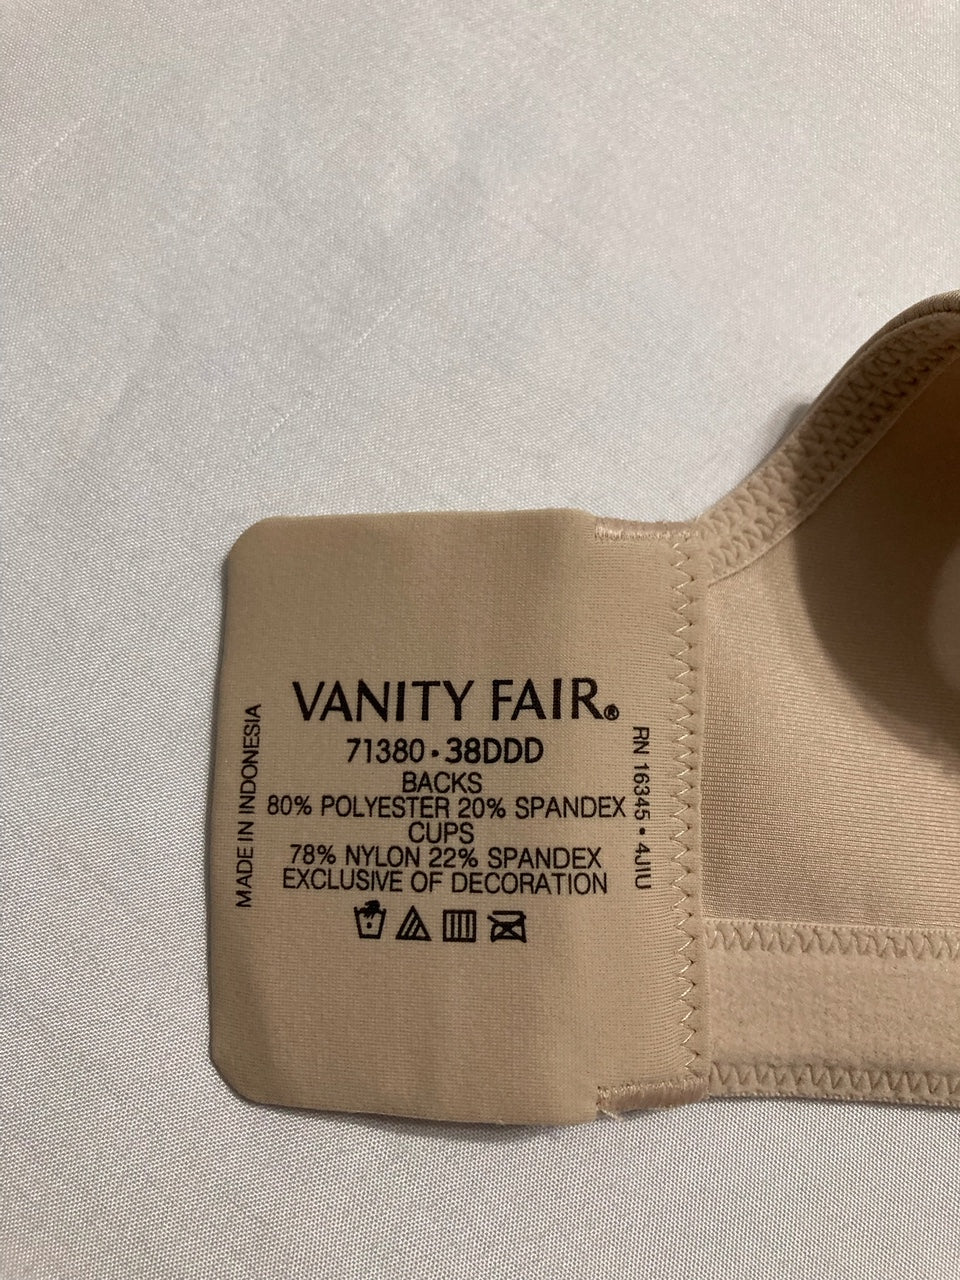 VANITY FAIR®
71380 • 38DDD
BACKS
80% POLYESTER 20% SPANDEX
CUPS
78% NYLON 22% SPANDEX
EXCLUSIVE OF DECORATION
MADE IN INDONESIA
RN 16345 • 4JIU